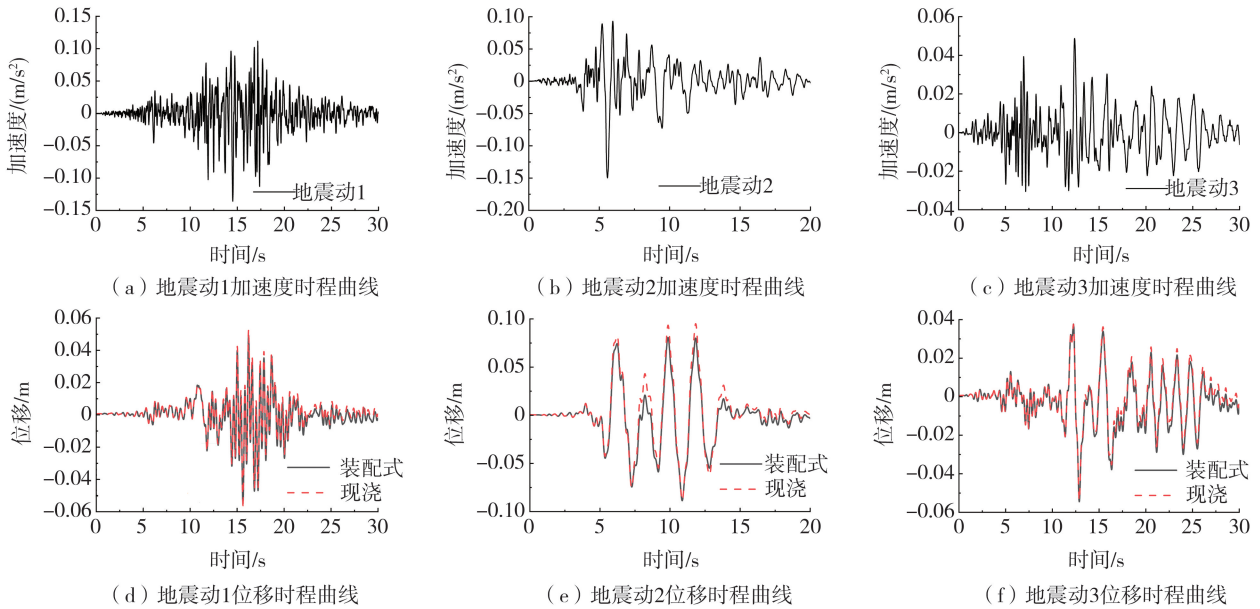 0.15
0.10
0.05
0
−0.05
−0.10
−0.15
加速度/(m/s²)
地震动1
0 5 10 15 20 25 30
时间/s
(a)地震动1加速度时程曲线
0.10
0.05
0.00
−0.05
−0.10
−0.15
−0.20
加速度/(m/s²)
地震动2
0 5 10 15 20
时间/s
(b)地震动2加速度时程曲线
0.06
0.04
0.02
0
−0.02
−0.04
加速度/(m/s²)
地震动3
0 5 10 15 20 25 30
时间/s
(c)地震动3加速度时程曲线
0.06
0.04
0.02
0
−0.02
−0.04
−0.06
位移/m
装配式
现浇
0 5 10 15 20 25 30
时间/s
(d)地震动1位移时程曲线
0.10
0.05
0
−0.05
−0.10
位移/m
装配式
现浇
0 5 10 15 20
时间/s
(e)地震动2位移时程曲线
0.04
0.02
0
−0.02
−0.04
−0.06
位移/m
装配式
现浇
0 5 10 15 20 25 30
时间/s
(f)地震动3位移时程曲线